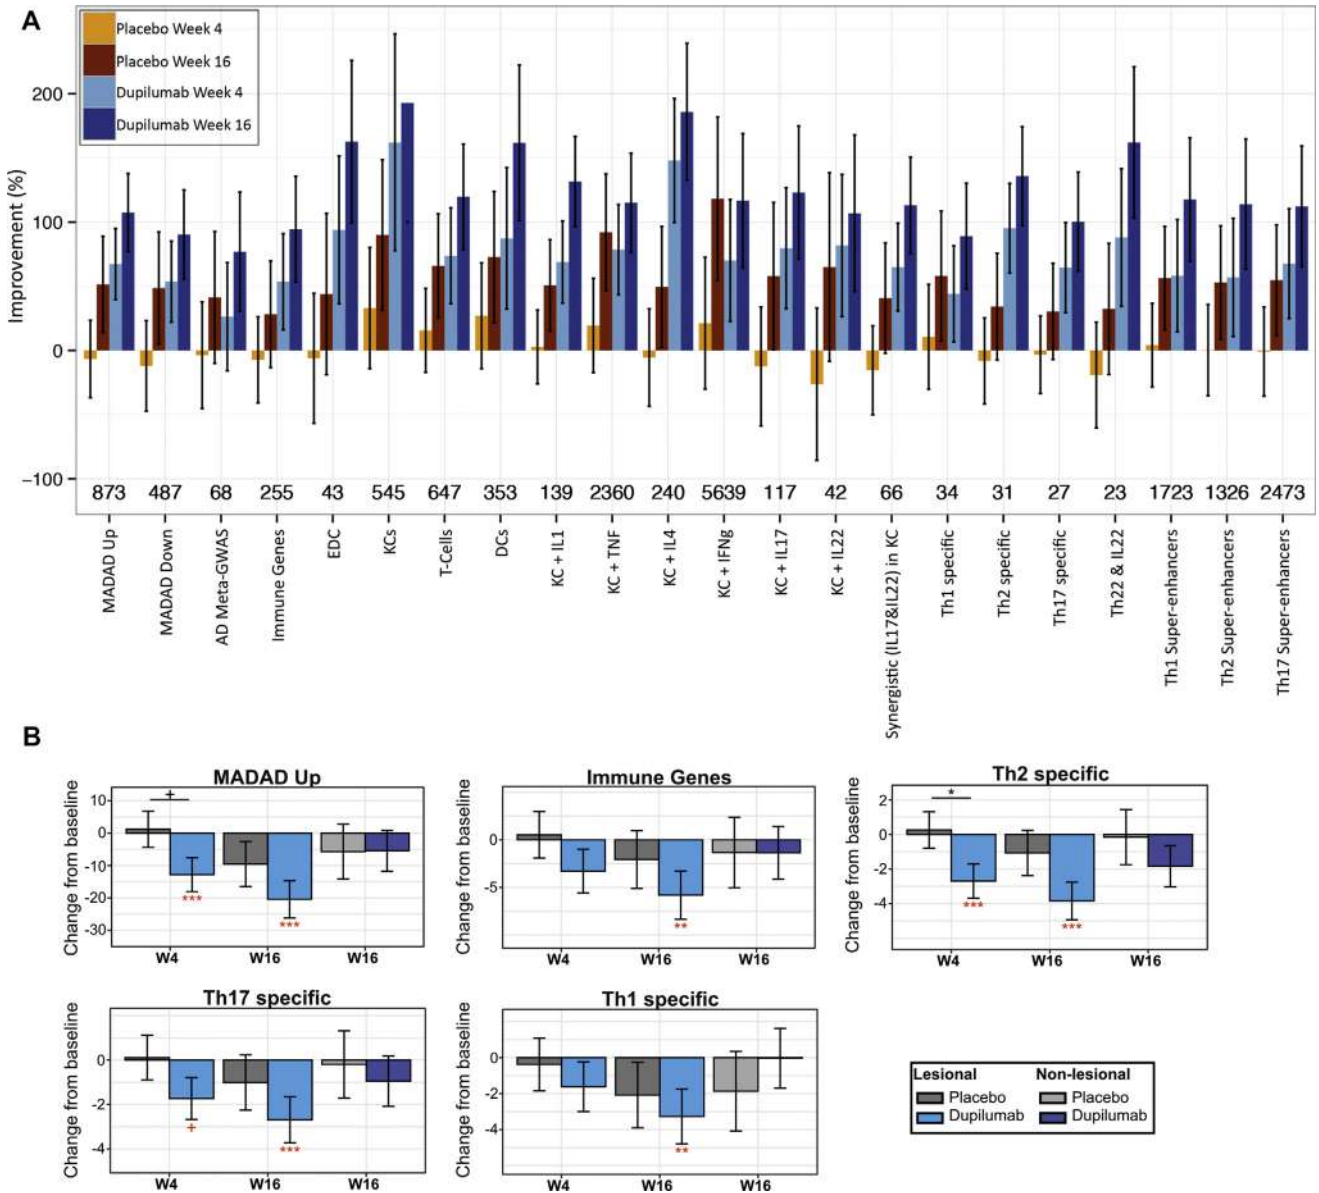 A
Placebo Week 4
Placebo Week 16
Dupilumab Week 4
Dupilumab Week 16
Improvement (%)
200
100
0
−100
873 487 68 255 43 545 647 353 139 2360 240 5639 117 42 66 34 31 27 23 1723 1326 2473
MADAD Up
MADAD Down
AD Meta-GWAS
Immune Genes
EDC
KCs
T-Cells
DCs
KC + IL1
KC + TNF
KC + IL4
KC + IFNg
KC + IL17
KC + IL22
Synergistic (IL17&IL22) in KC
Th1 specific
Th2 specific
Th17 specific
Th22 & IL22
Th1 Super-enhancers
Th2 Super-enhancers
Th17 Super-enhancers
B
MADAD Up
Change from baseline
10
0
-10
-20
-30
+
***
***
W4 W16 W16
Immune Genes
Change from baseline
0
-5
**
W4 W16 W16
Th2 specific
Change from baseline
2
0
-2
-4
*
***
***
W4 W16 W16
Th17 specific
Change from baseline
0
-2
-4
+
***
W4 W16 W16
Th1 specific
Change from baseline
0
-2
-4
**
W4 W16 W16
Lesional Non-lesional
Placebo Placebo
Dupilumab Dupilumab